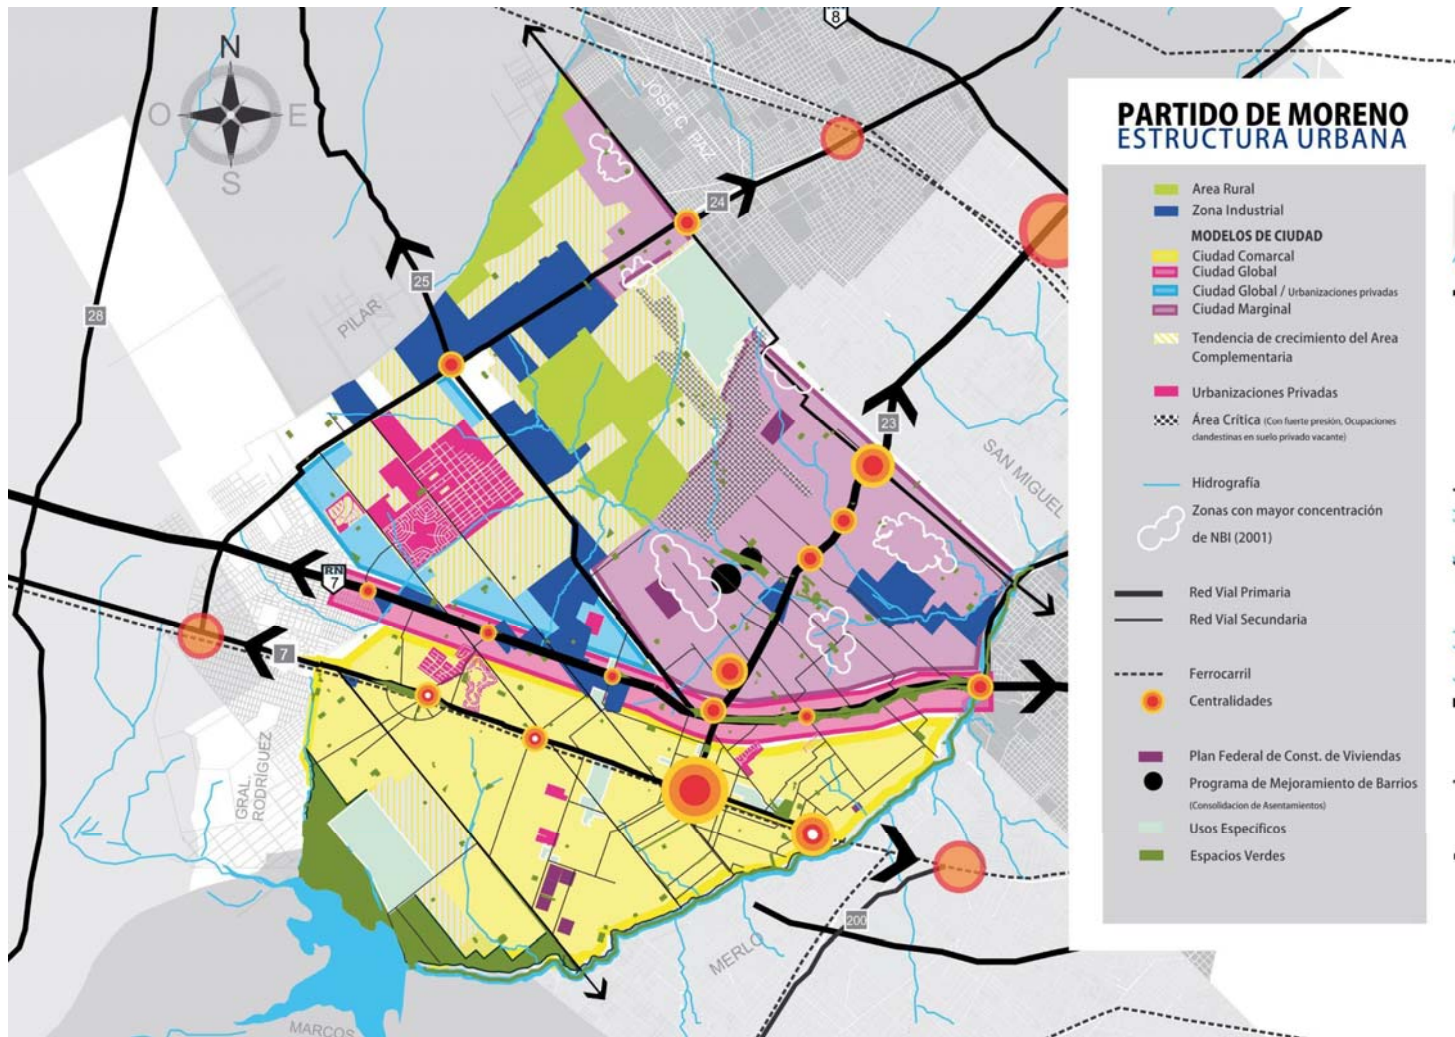 PARTIDO DE MORENO
ESTRUCTURA URBANA
Area Rural
Zona Industrial
MODELOS DE CIUDAD
Ciudad Comarcal
Ciudad Global
Ciudad Global / Urbanizaciones privadas
Ciudad Marginal
Tendencia de crecimiento del Area
Complementaria
Urbanizaciones Privadas
Área Crítica (Con fuerte presión, Ocupaciones
clandestinas en suelo privado vacante)
Hidrografía
Zonas con mayor concentración
de NBI (2001)
Red Vial Primaria
Red Vial Secundaria
Ferrocarril
Centralidades
Plan Federal de Const. de Viviendas
Programa de Mejoramiento de Barrios
(Consolidacion de Asentamientos)
Usos Específicos
Espacios Verdes
N
O
E
S
8
JOSE C. PAZ
24
25
PILAR
28
23
SAN MIGUEL
RN
7
7
GRAL.
RODRÍGUEZ
200
MERLO
MARCOS